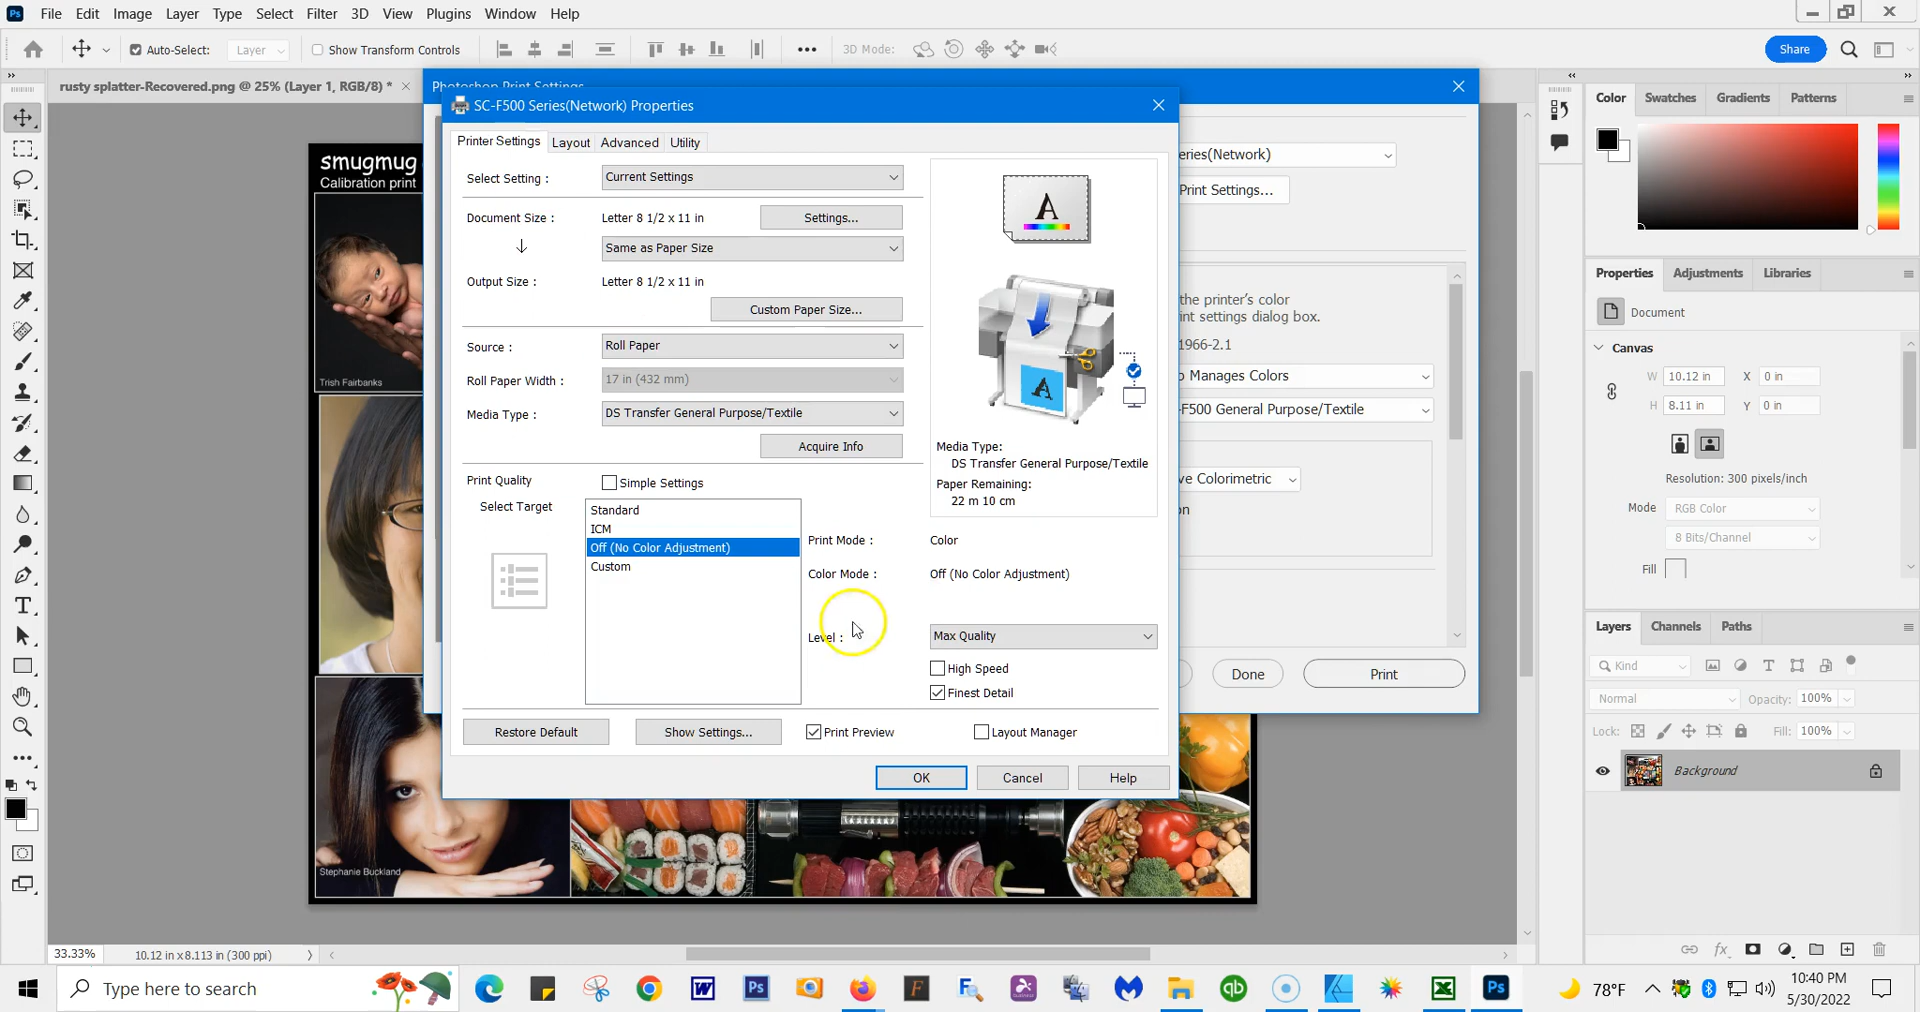 File Edit Image Layer Type Select Filter 3D View Plugins Window Help
Auto-Select: Layer Show Transform Controls 3D Mode: Share
rusty splatter-Recovered.png @ 25% (Layer 1, RGB/8) *
Photoshop Print Settings
SC-F500 Series(Network) Properties
Printer Settings Layout Advanced Utility
Select Setting : Current Settings
Document Size : Letter 8 1/2 x 11 in Settings...
Same as Paper Size
Output Size : Letter 8 1/2 x 11 in
Custom Paper Size...
Source : Roll Paper
Roll Paper Width : 17 in (432 mm)
Media Type : DS Transfer General Purpose/Textile
Acquire Info
Print Quality Simple Settings
Select Target
Standard
ICM
Off (No Color Adjustment)
Custom
A
A
Media Type:
DS Transfer General Purpose/Textile
Paper Remaining:
22 m 10 cm
Print Mode : Color
Color Mode : Off (No Color Adjustment)
Level : Max Quality
High Speed
Finest Detail
Restore Default Show Settings... Print Preview Layout Manager
OK Cancel Help
eries(Network)
Print Settings...
the printer's color
int settings dialog box.
1966-2.1
Manages Colors
-F500 General Purpose/Textile
ve Colorimetric
on
Done Print
smugmug
Calibration print
Trish Fairbanks
Stephanie Buckland
Color Swatches Gradients Patterns
Properties Adjustments Libraries
Document
Canvas
W 10.12 in X 0 in
H 8.11 in Y 0 in
Resolution: 300 pixels/inch
Mode RGB Color
8 Bits/Channel
Fill
Layers Channels Paths
Kind
Normal Opacity: 100%
Lock: Fill: 100%
Background
33.33% 10.12 in x 8.113 in (300 ppi)
Type here to search
78°F
10:40 PM
5/30/2022